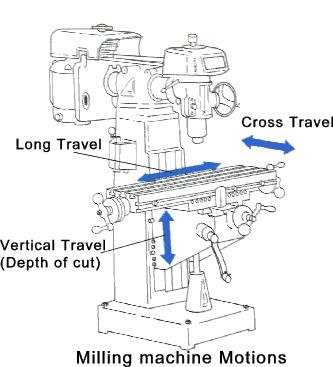 Cross Travel
Long Travel
Vertical Travel
(Depth of cut)
Milling machine Motions